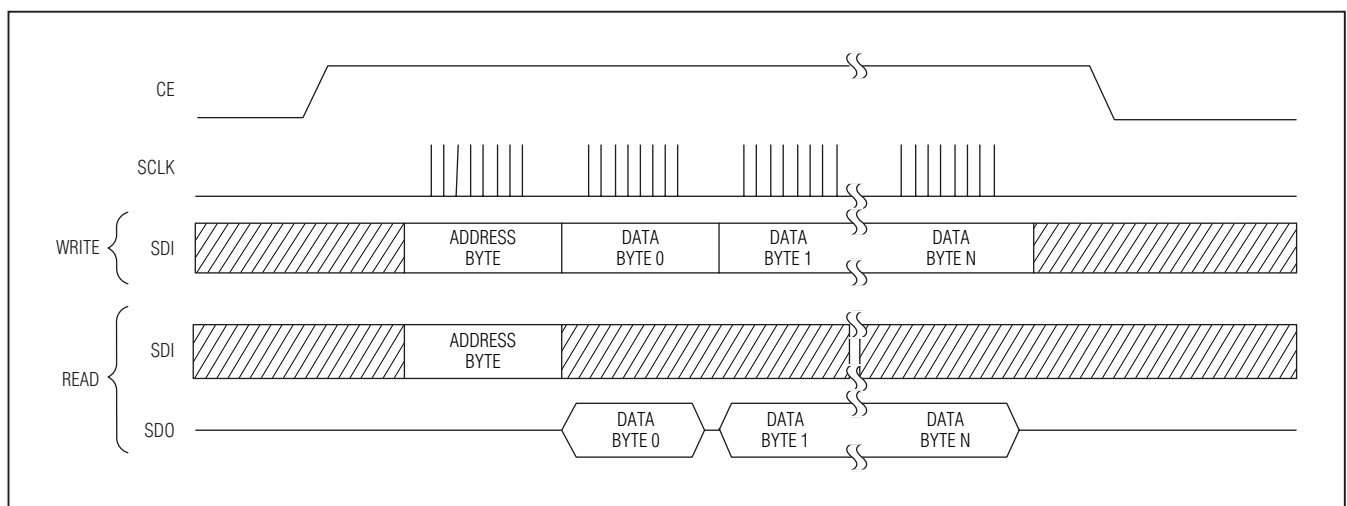 CE
SCLK
WRITE
SDI
ADDRESS
BYTE
DATA
BYTE 0
DATA
BYTE 1
DATA
BYTE N
READ
SDI
ADDRESS
BYTE
SDO
DATA
BYTE 0
DATA
BYTE 1
DATA
BYTE N